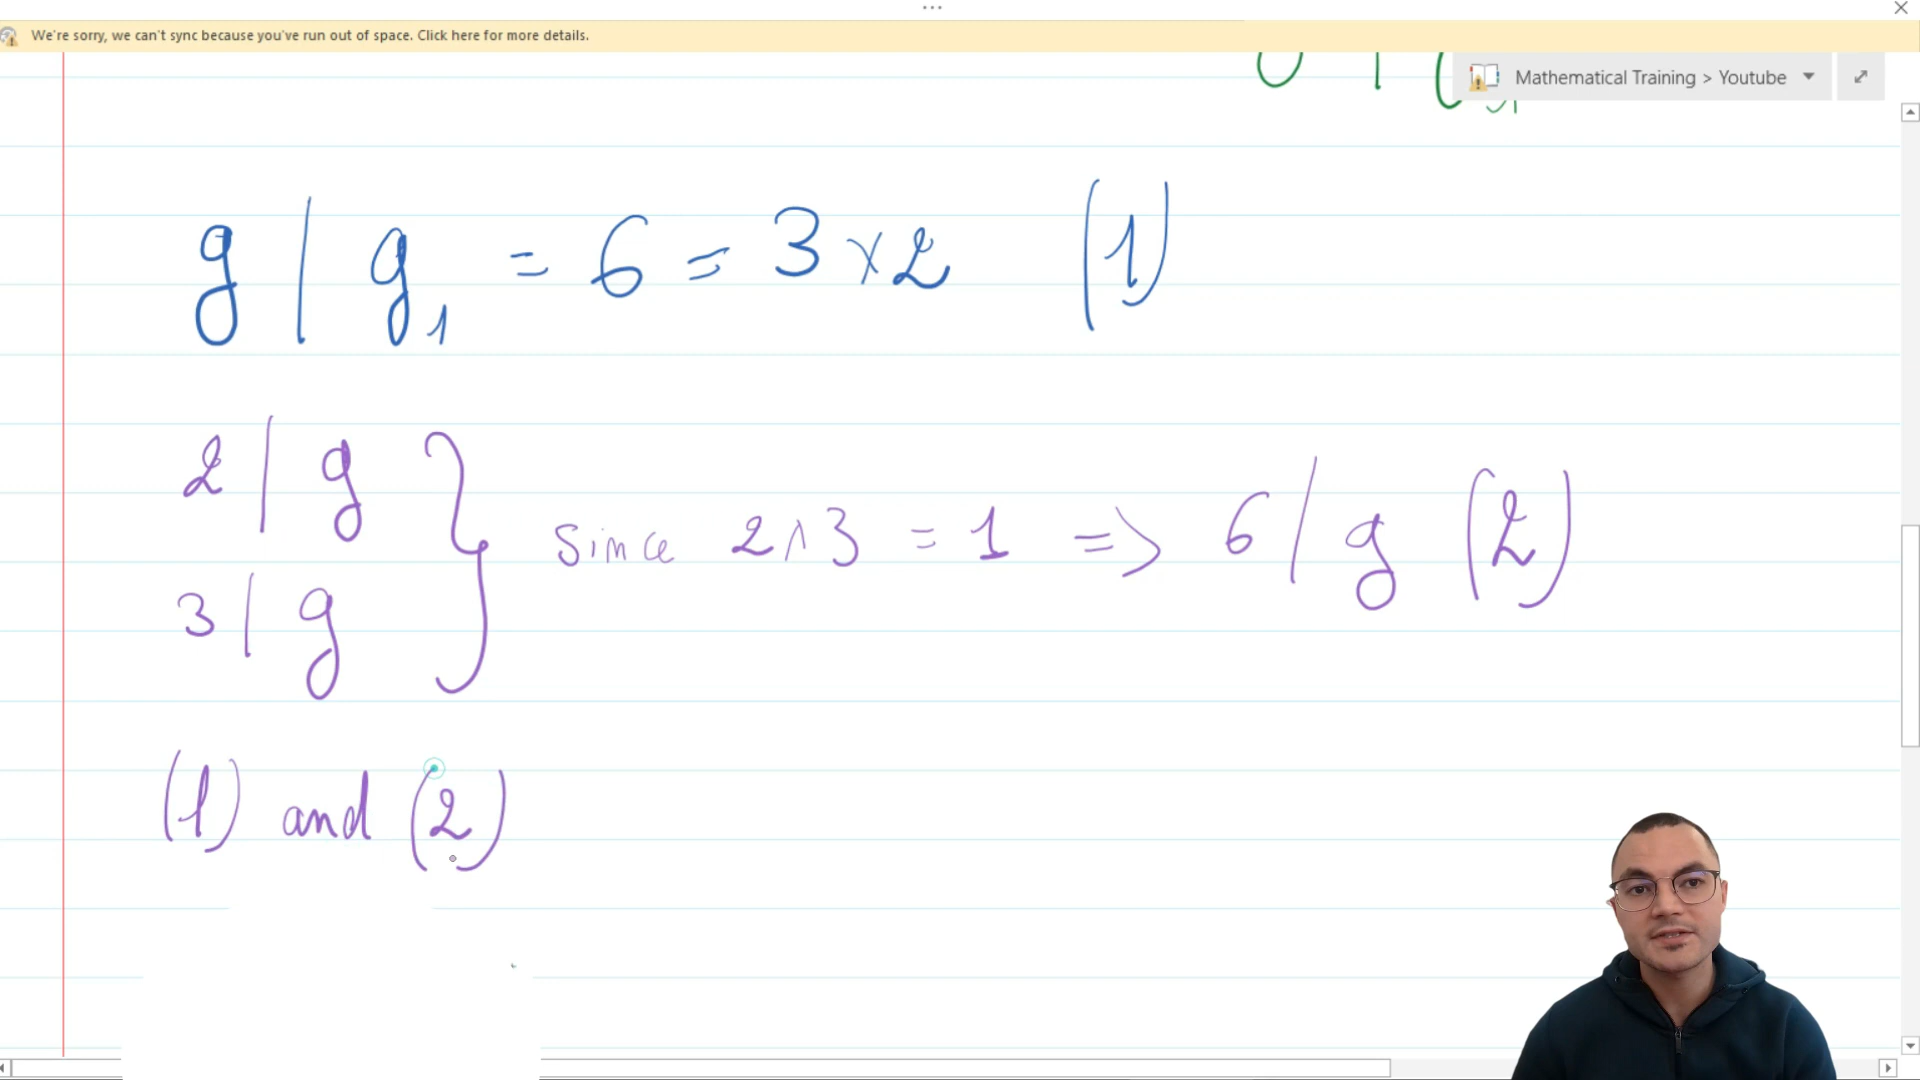 We're sorry, we can't sync because you've run out of space. Click here for more details.
Mathematical Training > Youtube
g | g₁ = 6 = 3 × 2 (1)
2 | g
3 | g
since 2 ∧ 3 = 1 => 6 | g (2)
(1) and (2)